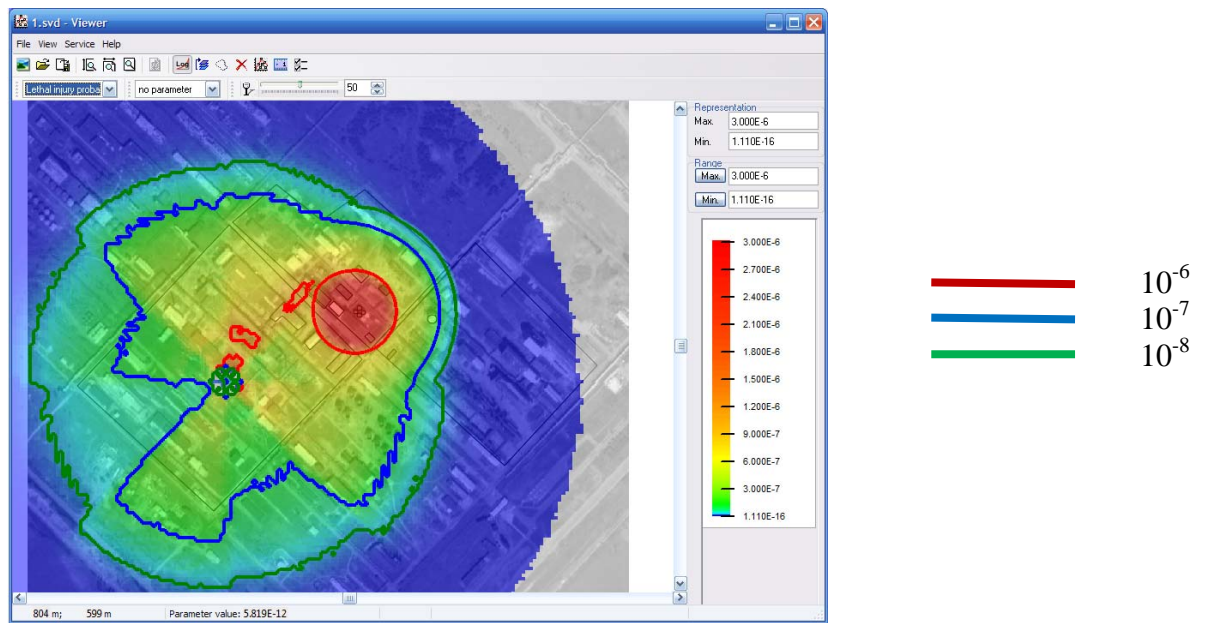 1.svd - Viewer
File View Service Help
Log
Lethal injury proba
no parameter
50
Representation
Max. 3.000E-6
Min. 1.110E-16
Range
Max. 3.000E-6
Min. 1.110E-16
3.000E-6
2.700E-6
2.400E-6
2.100E-6
1.800E-6
1.500E-6
1.200E-6
9.000E-7
6.000E-7
3.000E-7
1.110E-16
804 m; 599 m Parameter value: 5.819E-12
10⁻⁶
10⁻⁷
10⁻⁸